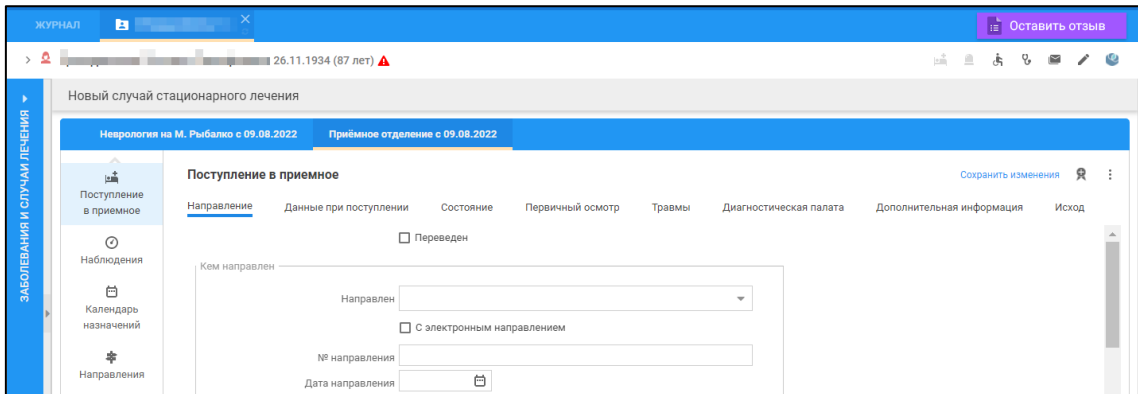 ЖУРНАЛ
Оставить отзыв
26.11.1934 (87 лет)
Новый случай стационарного лечения
ЗАБОЛЕВАНИЯ И СЛУЧАИ ЛЕЧЕНИЯ
Неврология на М. Рыбалко с 09.08.2022 Приёмное отделение с 09.08.2022
Поступление в приемное
Наблюдения
Календарь назначений
Направления
Поступление в приемное Сохранить изменения
Направление Данные при поступлении Состояние Первичный осмотр Травмы Диагностическая палата Дополнительная информация Исход
Переведен
Кем направлен
Направлен
С электронным направлением
№ направления
Дата направления